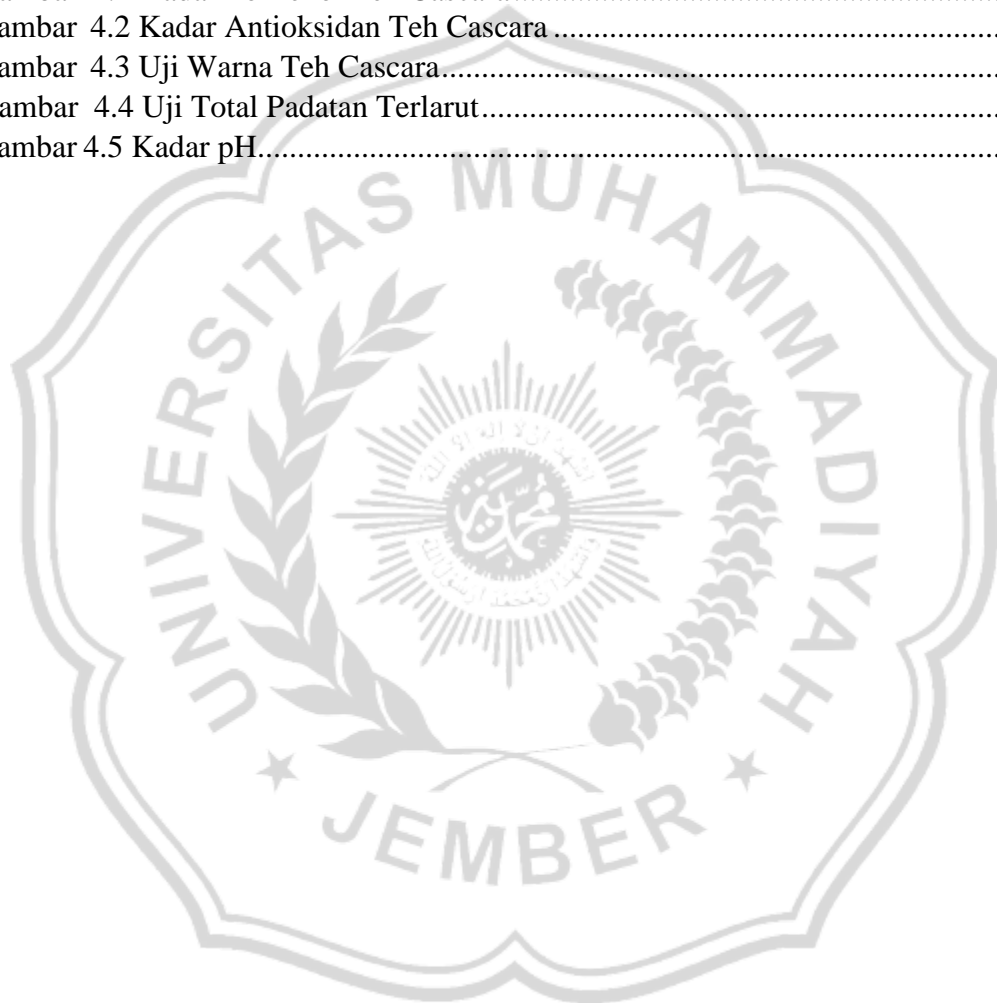 ambar 4.2 Kadar Antioksidan Teh Cascara ..........................................................
ambar 4.3 Uji Warna Teh Cascara..........................................................................
ambar 4.4 Uji Total Padatan Terlarut.....................................................................
ambar 4.5 Kadar pH.................................................................................................
UNIVERSITAS MUHAMMADIYAH
JEMBER